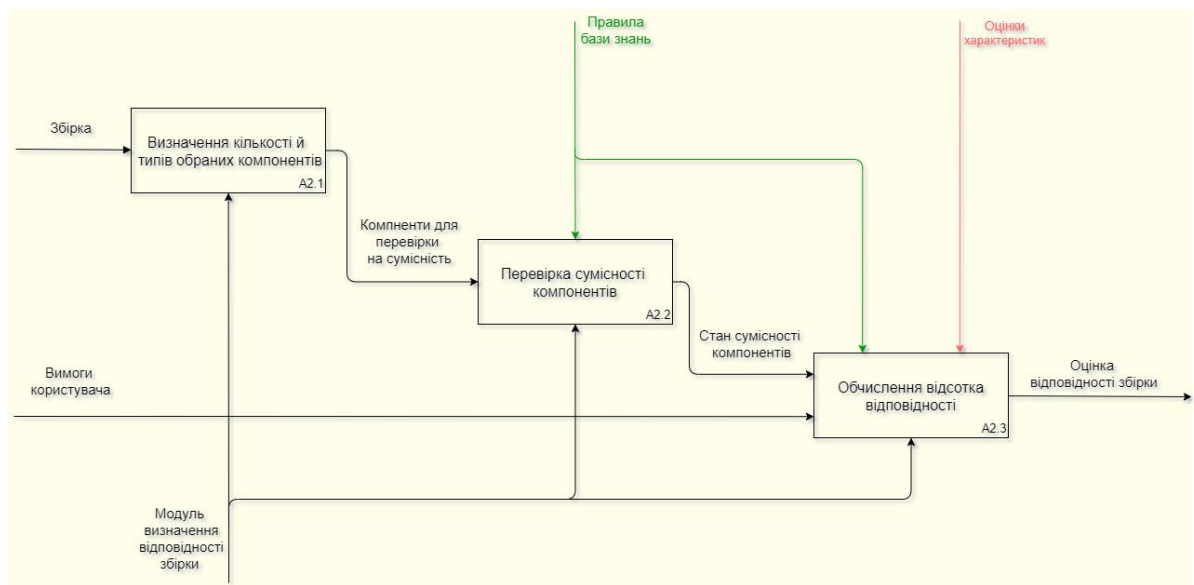 Правила
бази знань
Оцінки
характеристик
Збірка
Визначення кількості й
типів обраних компонентів
A2.1
Компненти для
перевірки
на сумісність
Перевірка сумісності
компонентів
A2.2
Стан сумісності
компонентів
Вимоги
користувача
Обчислення відсотка
відповідності
A2.3
Оцінка
відповідності збірки
Модуль
визначення
відповідності
збірки